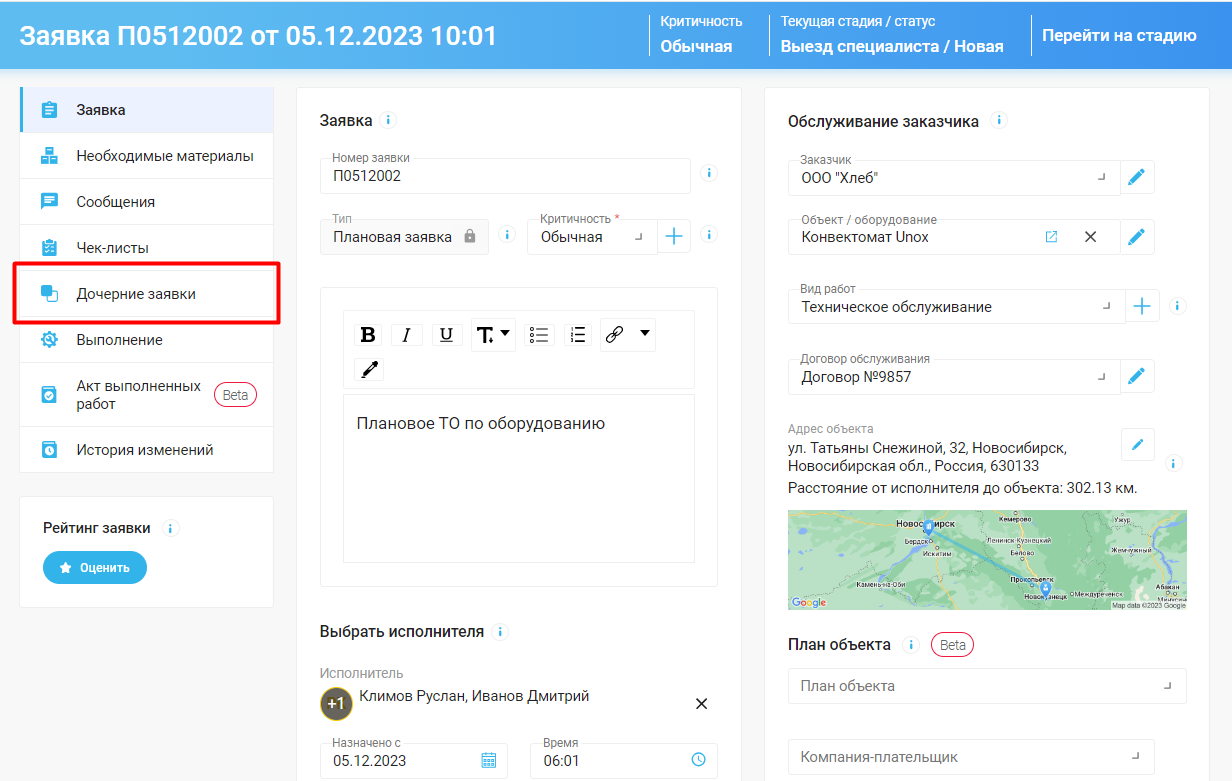 Заявка П0512002 от 05.12.2023 10:01
Критичность
Обычная
Текущая стадия / статус
Выезд специалиста / Новая
Перейти на стадию
Заявка
Необходимые материалы
Сообщения
Чек-листы
Дочерние заявки
Выполнение
Акт выполненных
работ
Beta
История изменений
Рейтинг заявки
Оценить
Заявка
Номер заявки
П0512002
Тип
Плановая заявка
Критичность *
Обычная
B I U T
Плановое ТО по оборудованию
Выбрать исполнителя
Исполнитель
+1
Климов Руслан, Иванов Дмитрий
Назначено с
05.12.2023
Время
06:01
Обслуживание заказчика
Заказчик
ООО "Хлеб"
Объект / оборудование
Конвектомат Unox
Вид работ
Техническое обслуживание
Договор обслуживания
Договор №9857
Адрес объекта
ул. Татьяны Снежиной, 32, Новосибирск,
Новосибирская обл., Россия, 630133
Расстояние от исполнителя до объекта: 302.13 км.
Кемерово
Ужур
Бердск
Искитим
Ленинск-Кузнецкий
Белово
Жемчужный
Камень-на-Оби
Прокопьевск
Междуреченск
Абакан
Google
Map data ©2023 Google
План объекта
Beta
План объекта
Компания-плательщик